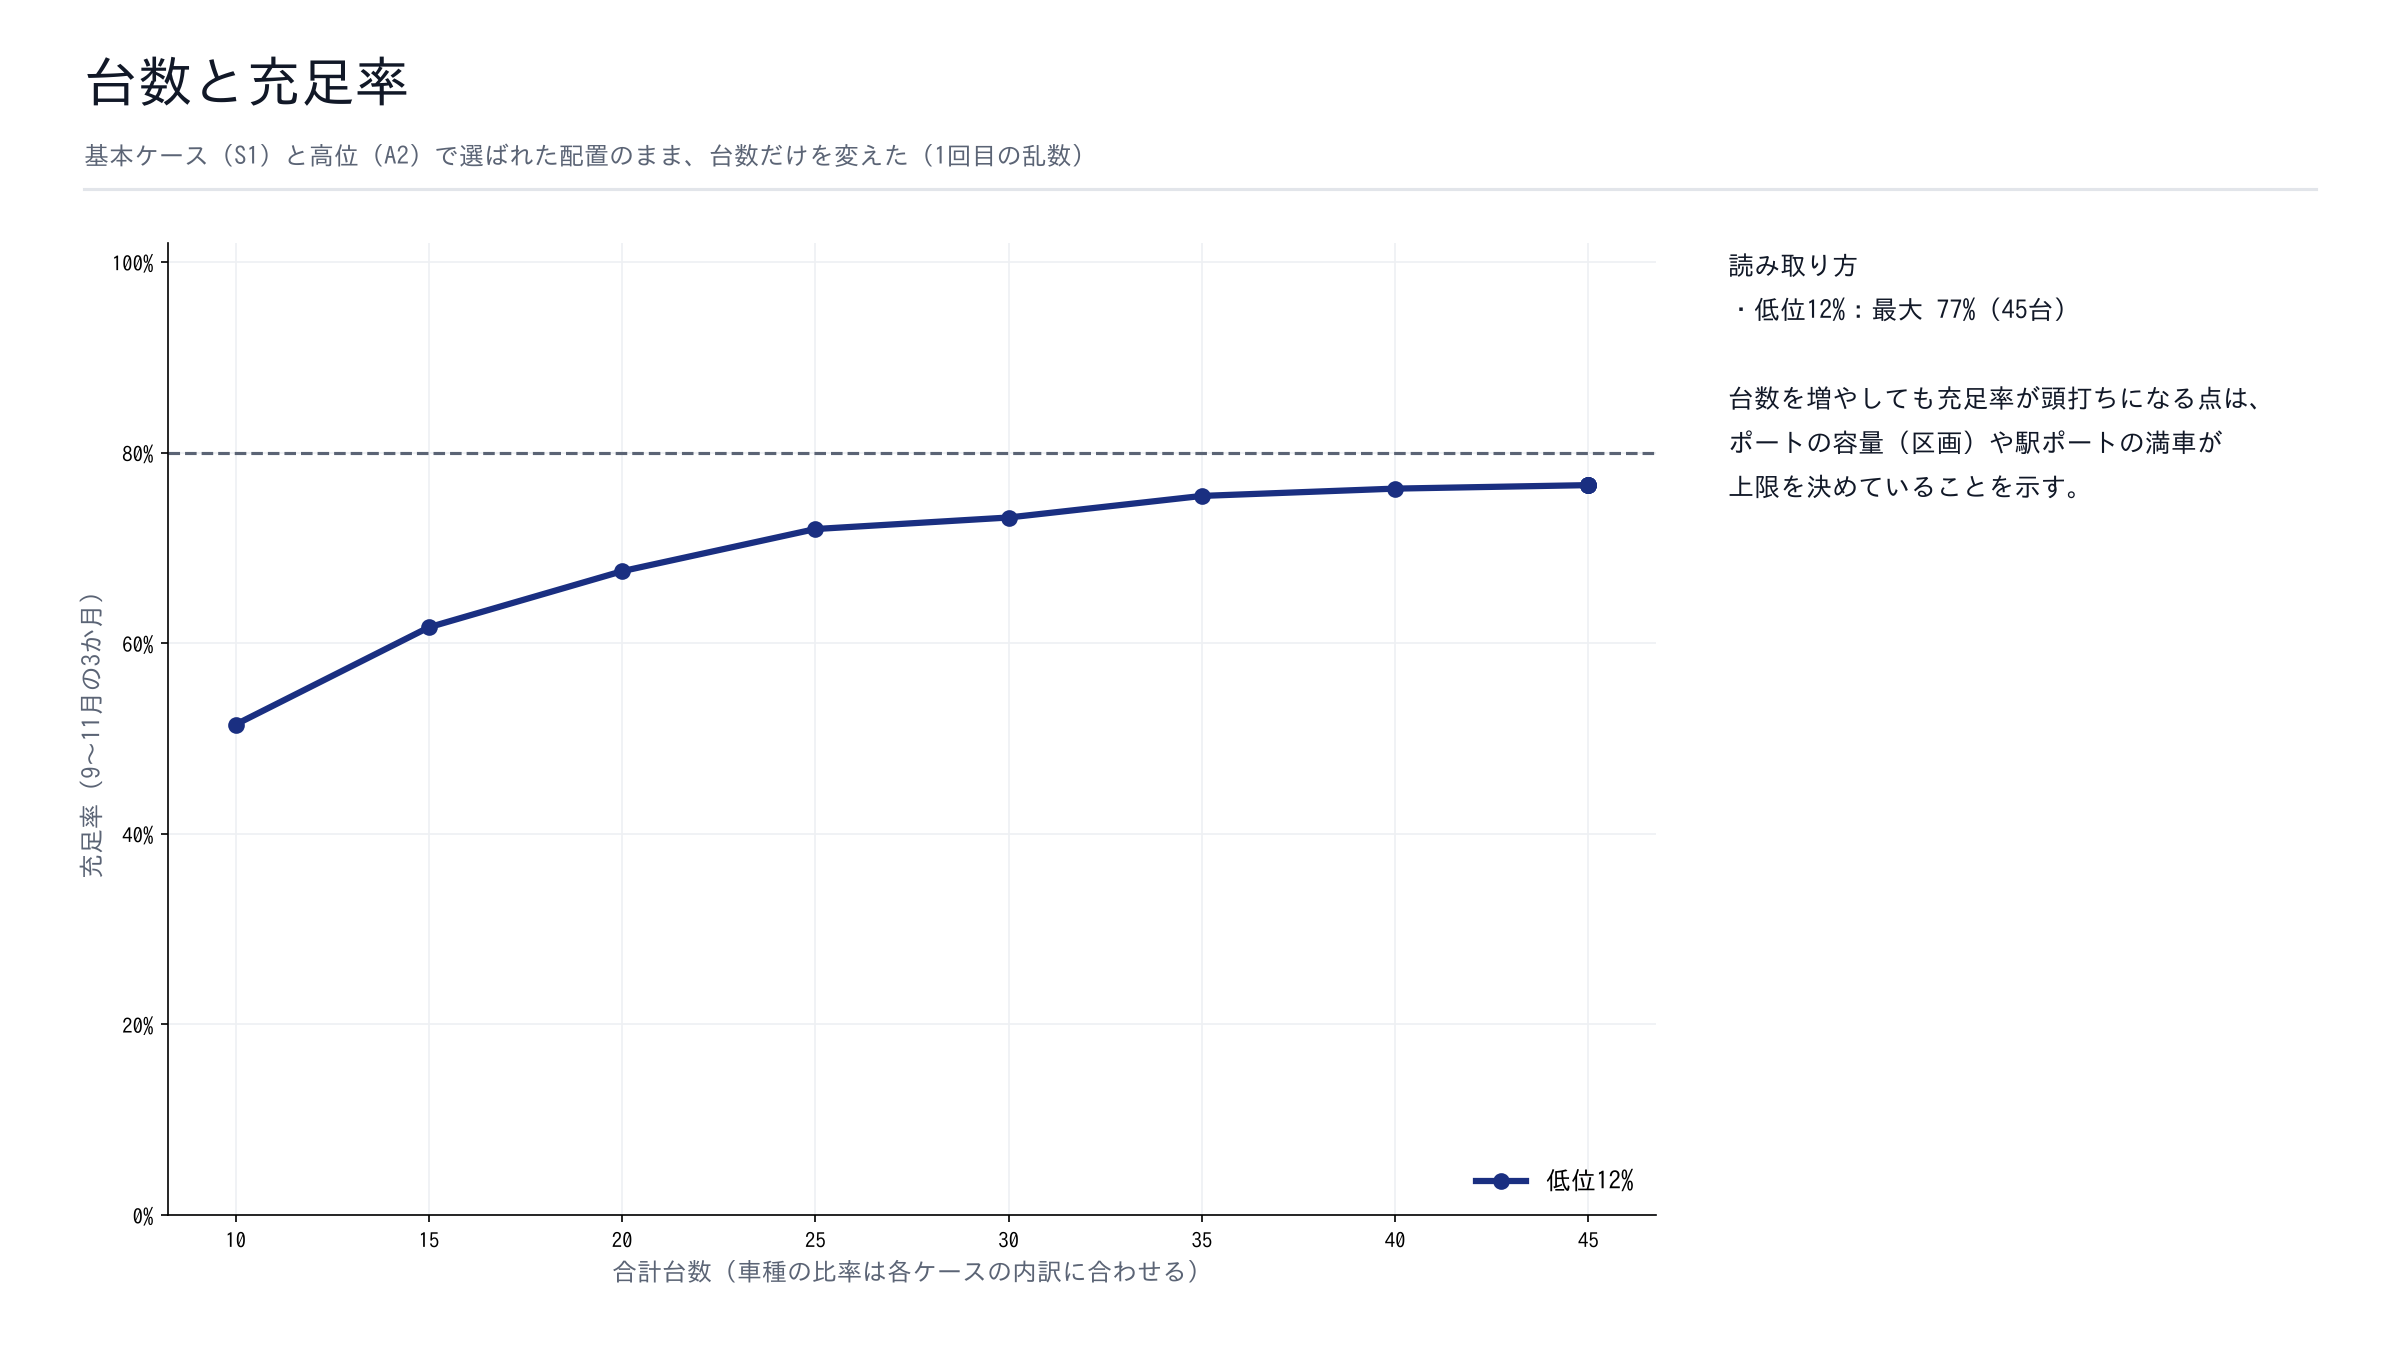 台数と充足率
基本ケース（S1）と高位（A2）で選ばれた配置のまま、台数だけを変えた（1回目の乱数）
100%
80%
60%
40%
20%
0%
充足率（9〜11月の3か月）
低位12%
10 15 20 25 30 35 40 45
合計台数（車種の比率は各ケースの内訳に合わせる）
読み取り方
・低位12%：最大 77%（45台）
台数を増やしても充足率が頭打ちになる点は、
ポートの容量（区画）や駅ポートの満車が
上限を決めていることを示す。